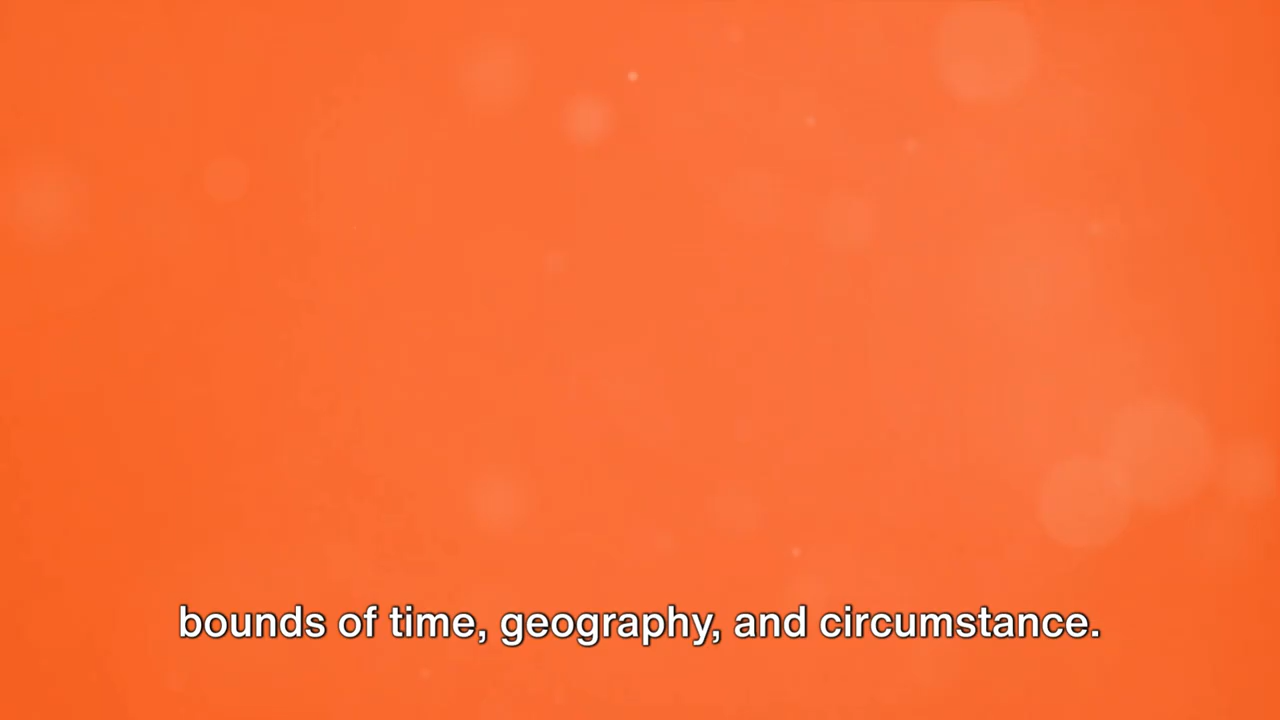 bounds of time, geography, and circumstance.